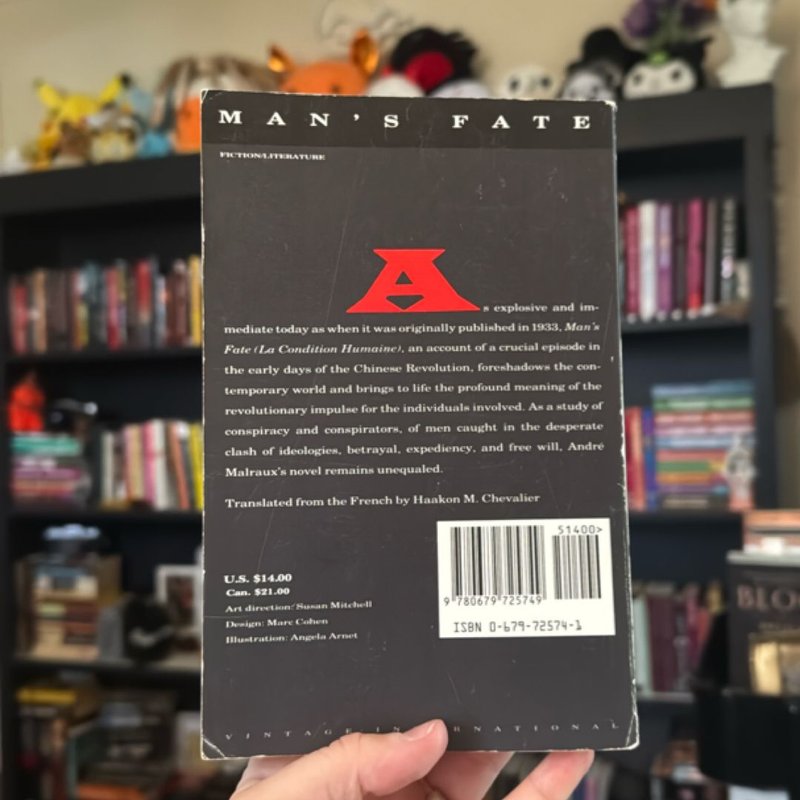 MAN'S FATE
FICTION/LITERATURE
As explosive and im-
mediate today as when it was originally published in 1933, Man's
Fate (La Condition Humaine), an account of a crucial episode in
the early days of the Chinese Revolution, foreshadows the con-
temporary world and brings to life the profound meaning of the
revolutionary impulse for the individuals involved. As a study of
conspiracy and conspirators, of men caught in the desperate
clash of ideologies, betrayal, expediency, and free will, André
Malraux's novel remains unequaled.
Translated from the French by Haakon M. Chevalier
51400>
9 780679 725749
ISBN 0-679-72574-1
U.S. $14.00
Can. $21.00
Art direction: Susan Mitchell
Design: Marc Cohen
Illustration: Angela Arnet
VINTAGE IN ERNATIONAL
BLO